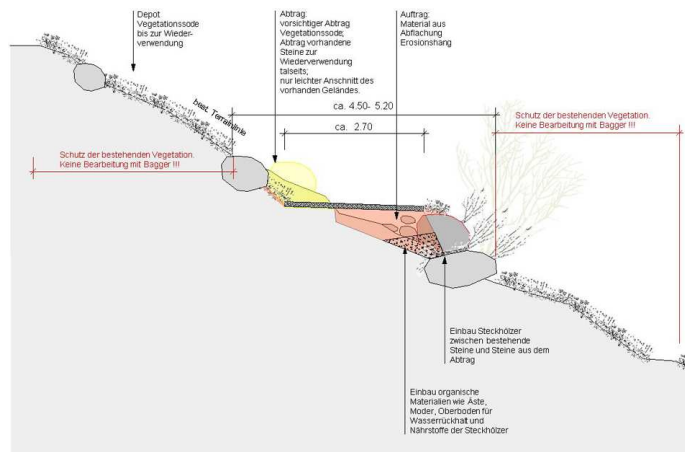 Depot
Vegetationssode
bis zur Wieder-
verwendung
Abtrag:
vorsichtiger Abtrag
Vegetationssode;
Abtrag vorhandene
Steine zur
Wiederverwendung
talseits;
nur leichter Anschnitt des
vorhanden Geländes.
Auftrag:
Material aus
Abflachung
Erosionshang
best. Terrainlinie
ca. 4.50- 5.20
ca. 2.70
Schutz der bestehenden Vegetation.
Keine Bearbeitung mit Bagger !!!
Schutz der bestehenden Vegetation.
Keine Bearbeitung mit Bagger !!!
Einbau Steckhölzer
zwischen bestehende
Steine und Steine aus dem
Abtrag
Einbau organische
Materialien wie Äste,
Moder, Oberboden für
Wasserrückhalt und
Nährstoffe der Steckhölzer